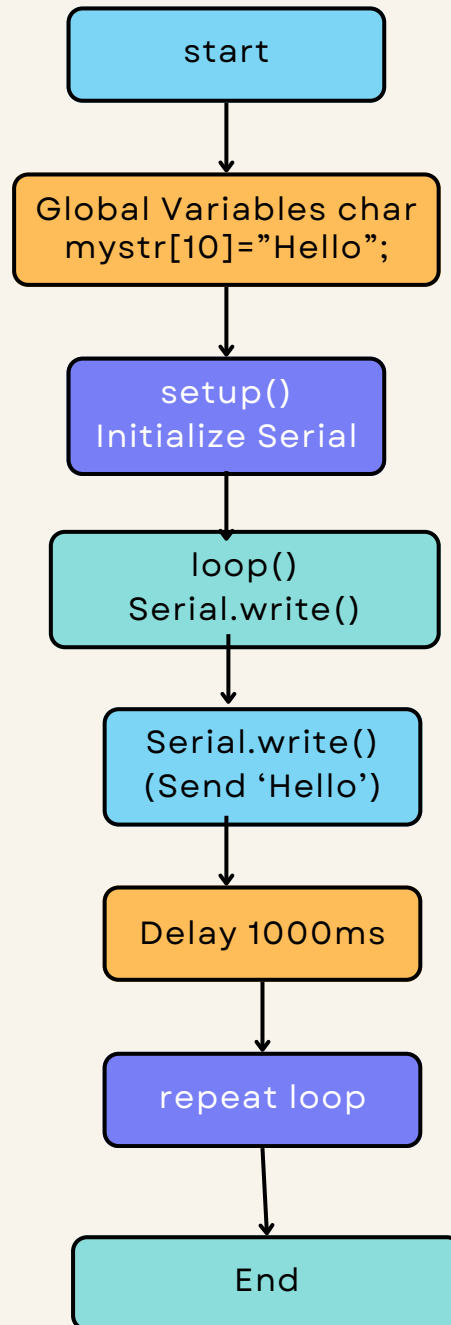 start
Global Variables char
mystr[10]=”Hello”;
setup()
Initialize Serial
loop()
Serial.write()
Serial.write()
(Send ‘Hello’)
Delay 1000ms
repeat loop
End